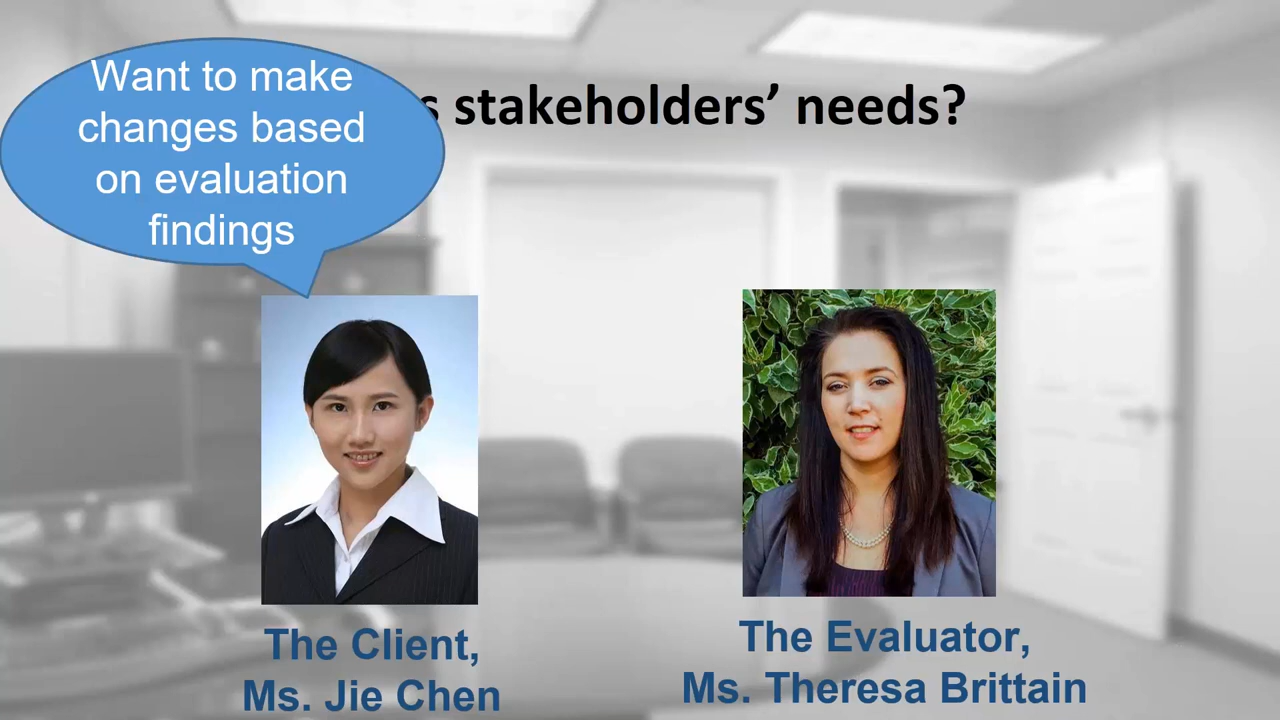 Want to make
changes based
on evaluation
findings
s stakeholders’ needs?
The Client,
Ms. Jie Chen
The Evaluator,
Ms. Theresa Brittain